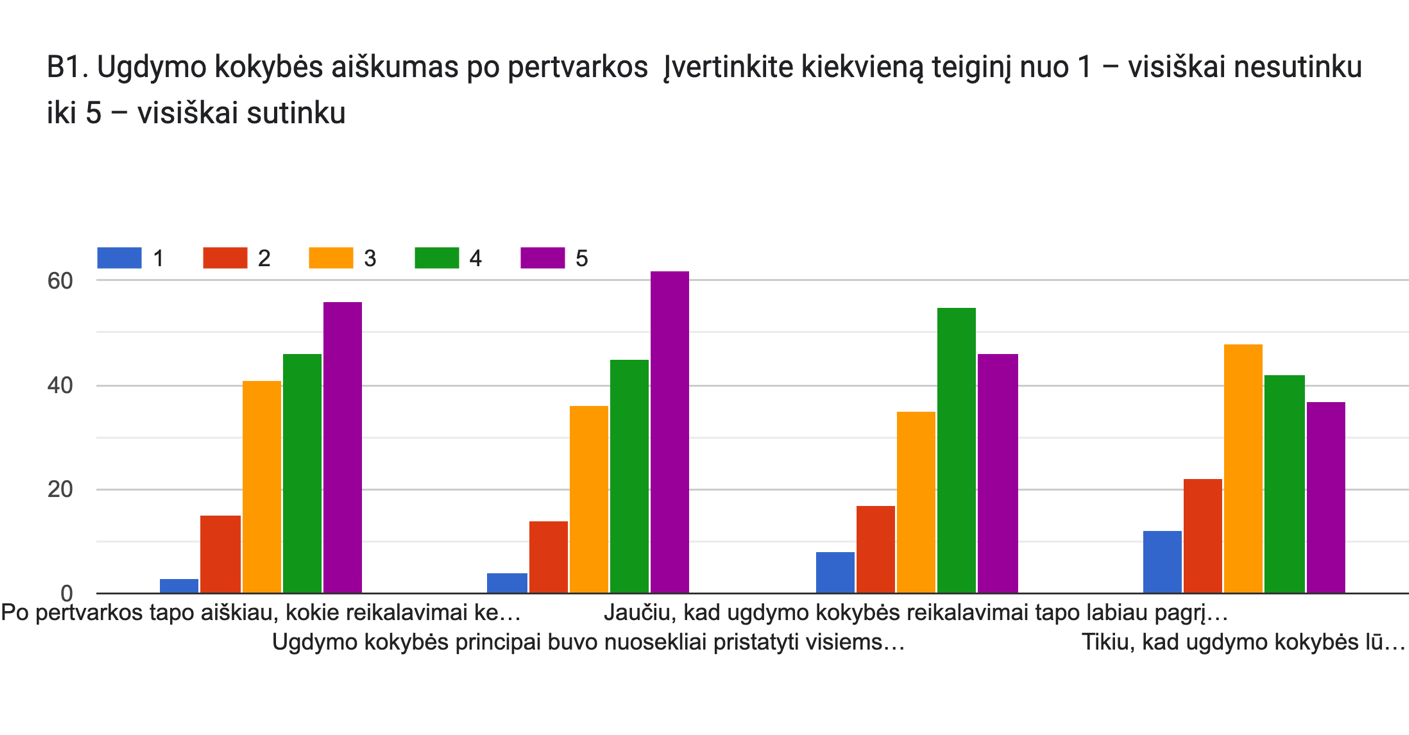 B1. Ugdymo kokybės aiškumas po pertvarkos  Įvertinkite kiekvieną teiginį nuo 1 – visiškai nesutinku
iki 5 – visiškai sutinku
1 2 3 4 5
60
40
20
0
Po pertvarkos tapo aiškiau, kokie reikalavimai ke… Jaučiu, kad ugdymo kokybės reikalavimai tapo labiau pagrį…
Ugdymo kokybės principai buvo nuosekliai pristatyti visiems… Tikiu, kad ugdymo kokybės lū…